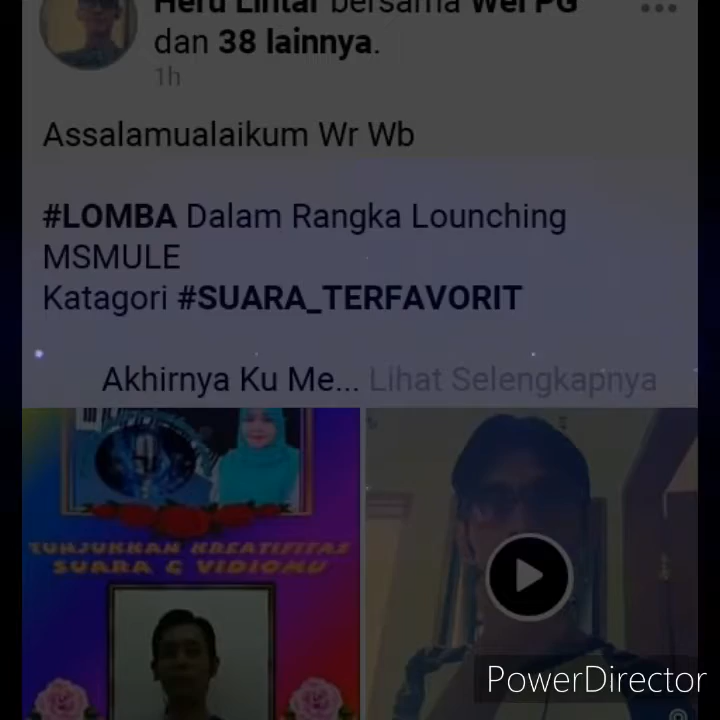 Heru Lintar bersama Wei PG
dan 38 lainnya.
1h
Assalamualaikum Wr Wb
#LOMBA Dalam Rangka Lounching
MSMULE
Katagori #SUARA_TERFAVORIT
Akhirnya Ku Me... Lihat Selengkapnya
TUNJUKKAN KREATIFITAS
SUARA & VIDIOMU
PowerDirector